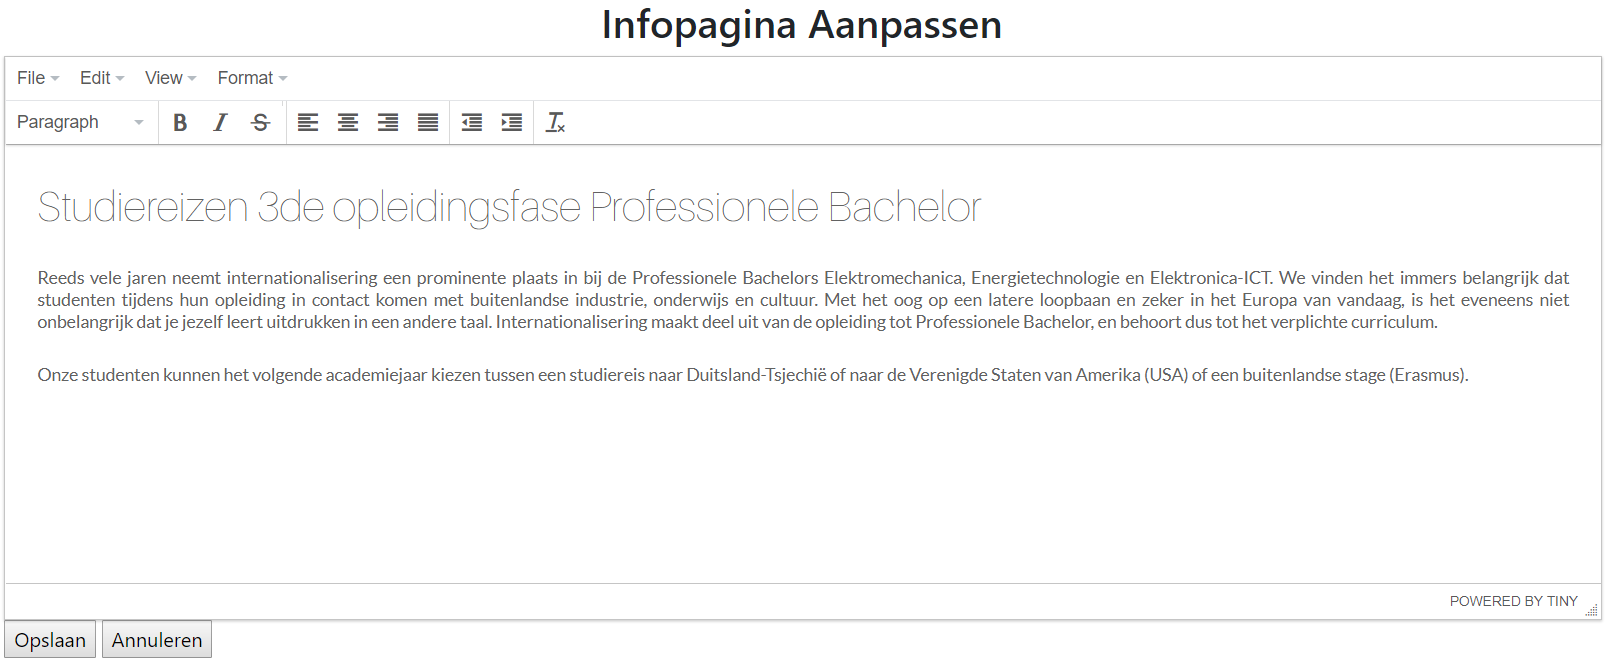 Infopagina Aanpassen
File Edit View Format
Paragraph B I S
Studiereizen 3de opleidingsfase Professionele Bachelor
Reeds vele jaren neemt internationalisering een prominente plaats in bij de Professionele Bachelors Elektromechanica, Energietechnologie en Elektronica-ICT. We vinden het immers belangrijk dat
studenten tijdens hun opleiding in contact komen met buitenlandse industrie, onderwijs en cultuur. Met het oog op een latere loopbaan en zeker in het Europa van vandaag, is het eveneens niet
onbelangrijk dat je jezelf leert uitdrukken in een andere taal. Internationalisering maakt deel uit van de opleiding tot Professionele Bachelor, en behoort dus tot het verplichte curriculum.
Onze studenten kunnen het volgende academiejaar kiezen tussen een studiereis naar Duitsland-Tsjechië of naar de Verenigde Staten van Amerika (USA) of een buitenlandse stage (Erasmus).
POWERED BY TINY
Opslaan Annuleren